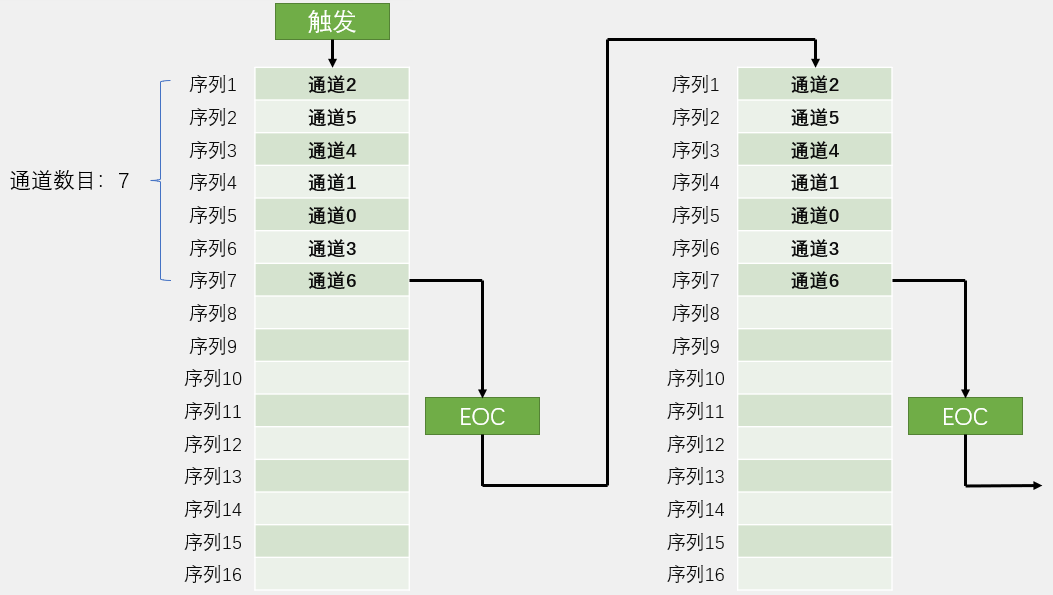 触发
通道数目：7
序列1 通道2
序列2 通道5
序列3 通道4
序列4 通道1
序列5 通道0
序列6 通道3
序列7 通道6
序列8
序列9
序列10
序列11
序列12
序列13
序列14
序列15
序列16
EOC
序列1 通道2
序列2 通道5
序列3 通道4
序列4 通道1
序列5 通道0
序列6 通道3
序列7 通道6
序列8
序列9
序列10
序列11
序列12
序列13
序列14
序列15
序列16
EOC